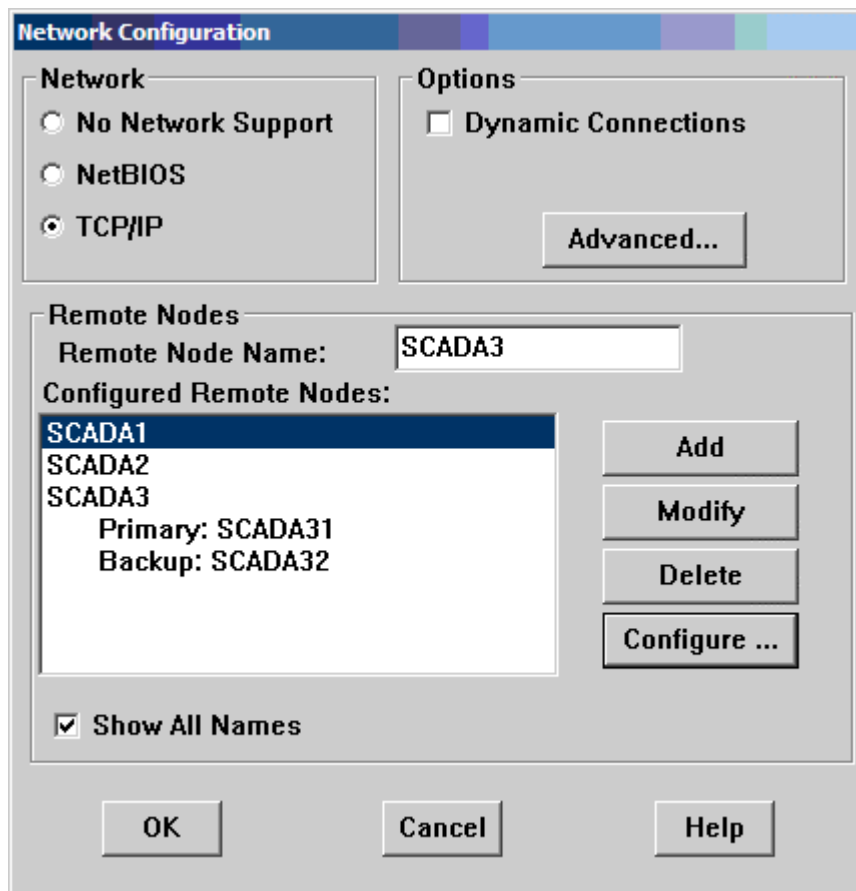 Network Configuration
Network
No Network Support
NetBIOS
TCP/IP
Options
Dynamic Connections
Advanced...
Remote Nodes
Remote Node Name:
SCADA3
Configured Remote Nodes:
SCADA1
SCADA2
SCADA3
Primary: SCADA31
Backup: SCADA32
Add
Modify
Delete
Configure ...
Show All Names
OK
Cancel
Help